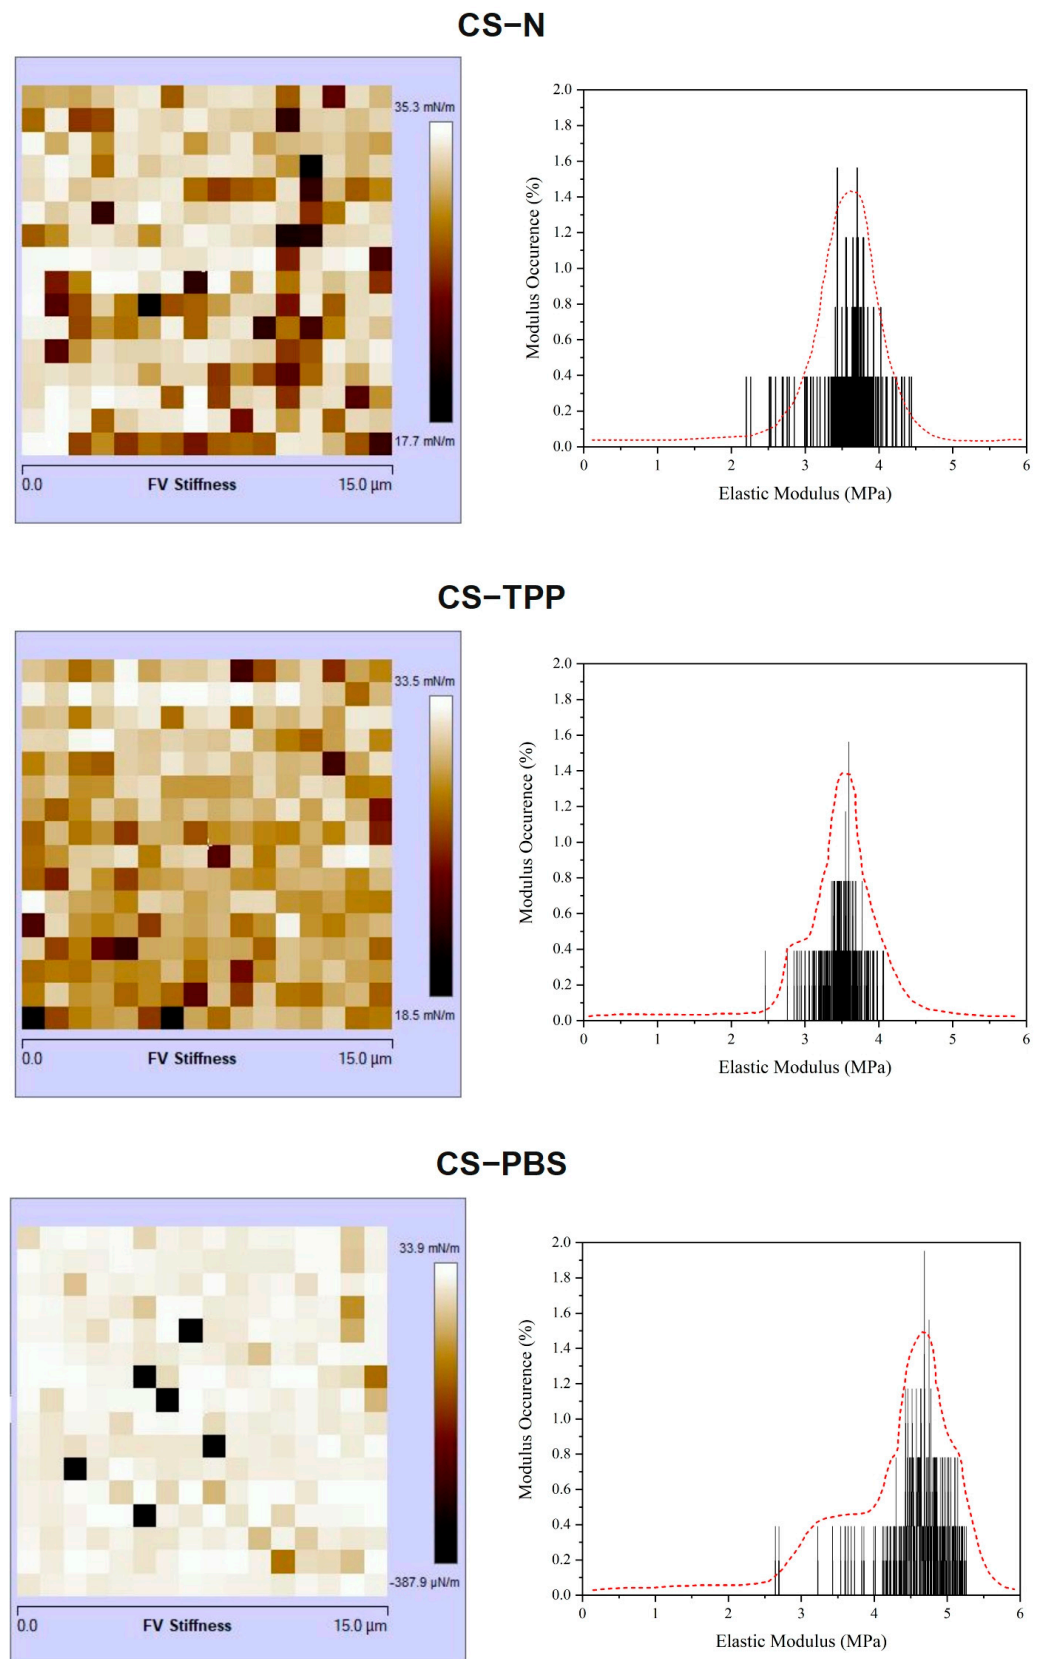 CS−N
35.3 mN/m
17.7 mN/m
0.0 FV Stiffness 15.0 µm
2.0
1.8
1.6
1.4
1.2
1.0
0.8
0.6
0.4
0.2
0.0
Modulus Occurence (%)
0 1 2 3 4 5 6
Elastic Modulus (MPa)
CS−TPP
33.5 mN/m
18.5 mN/m
0.0 FV Stiffness 15.0 µm
2.0
1.8
1.6
1.4
1.2
1.0
0.8
0.6
0.4
0.2
0.0
Modulus Occurence (%)
0 1 2 3 4 5 6
Elastic Modulus (MPa)
CS−PBS
33.9 mN/m
-387.9 µN/m
0.0 FV Stiffness 15.0 µm
2.0
1.8
1.6
1.4
1.2
1.0
0.8
0.6
0.4
0.2
0.0
Modulus Occurence (%)
0 1 2 3 4 5 6
Elastic Modulus (MPa)